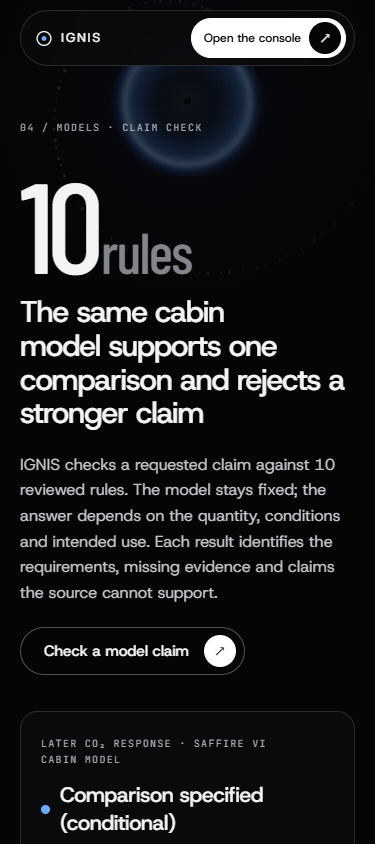 IGNIS
Open the console ↗
04 / MODELS · CLAIM CHECK
10 rules
The same cabin
model supports one
comparison and rejects a
stronger claim
IGNIS checks a requested claim against 10
reviewed rules. The model stays fixed; the
answer depends on the quantity, conditions
and intended use. Each result identifies the
requirements, missing evidence and claims
the source cannot support.
Check a model claim ↗
LATER CO₂ RESPONSE · SAFFIRE VI
CABIN MODEL
Comparison specified
(conditional)